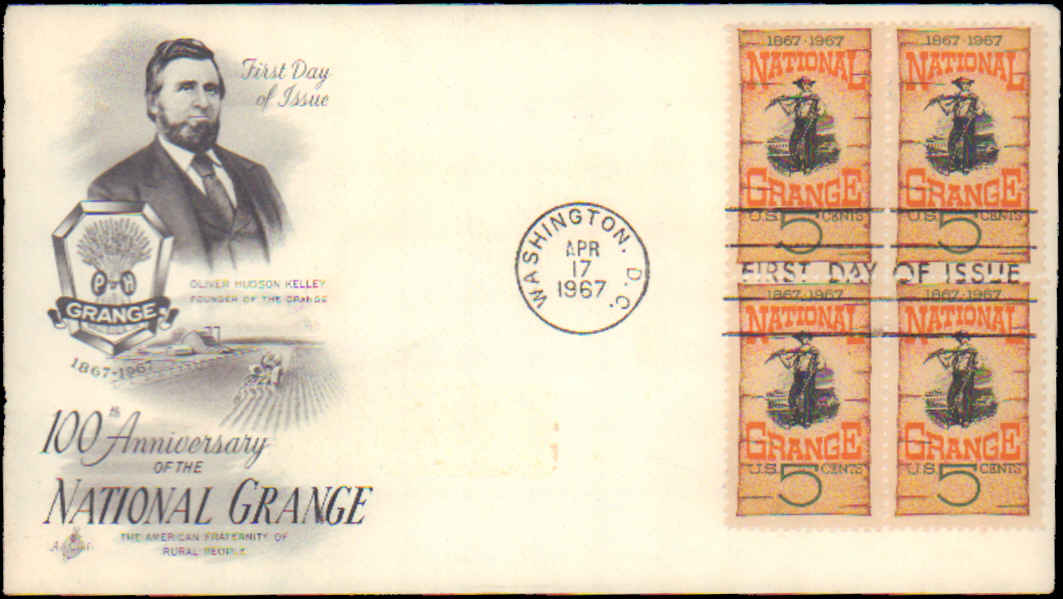 First Day
of Issue
P of H
GRANGE
OLIVER HUDSON KELLEY
FOUNDER OF THE GRANGE
1867-1967
100th Anniversary
OF THE
NATIONAL GRANGE
THE AMERICAN FRATERNITY OF
RURAL PEOPLE
WASHINGTON, D.C.
APR
17
1967
1867-1967
NATIONAL
GRANGE
U.S. 5 CENTS
1867-1967
NATIONAL
GRANGE
U.S. 5 CENTS
FIRST DAY OF ISSUE
1867-1967
NATIONAL
GRANGE
U.S. 5 CENTS
1867-1967
NATIONAL
GRANGE
U.S. 5 CENTS